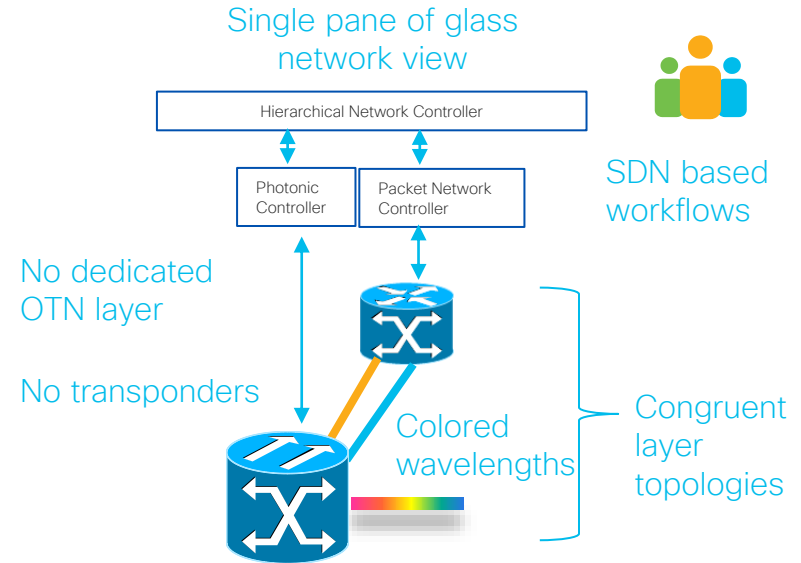 Single pane of glass
network view
Hierarchical Network Controller
Photonic
Controller
Packet Network
Controller
SDN based
workflows
No dedicated
OTN layer
No transponders
Colored
wavelengths
Congruent
layer
topologies